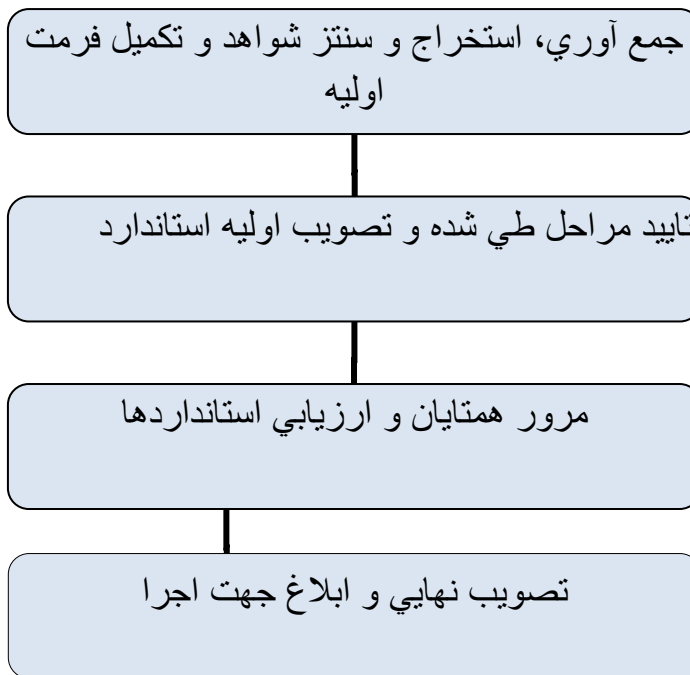 جمع آوري، استخراج و سنتز شواهد و تكميل فرمت
اوليه
تاييد مراحل طي شده و تصويب اوليه استاندارد
مرور همتايان و ارزيابي استانداردها
تصويب نهايي و ابلاغ جهت اجرا